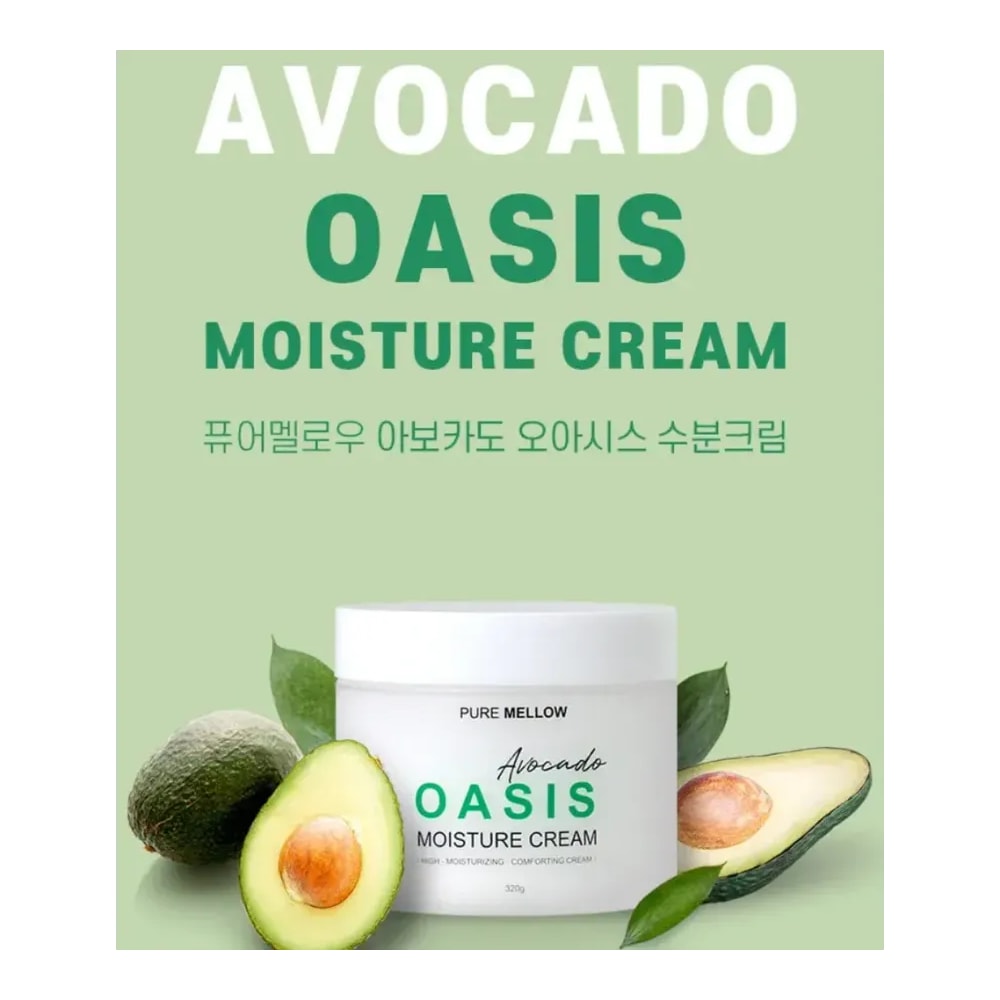 AVOCADO
OASIS
MOISTURE CREAM
퓨어멜로우 아보카도 오아시스 수분크림
PURE MELLOW
Avocado
OASIS
MOISTURE CREAM
HIGH - MOISTURIZING · COMFORTING CREAM
320g